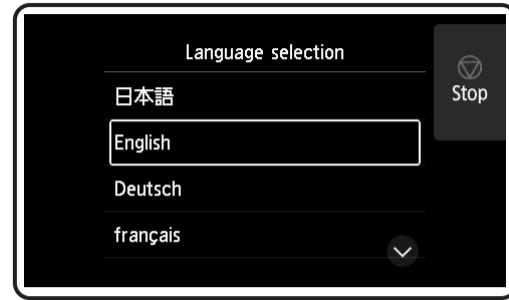 Language selection
Stop
日本語
English
Deutsch
français